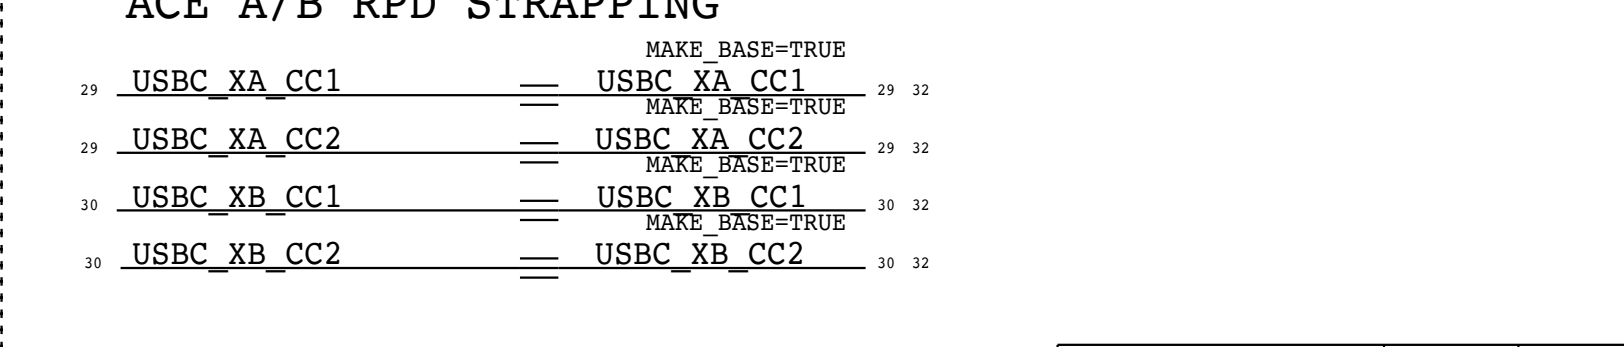 ACE A/B RPD STRAPPING
MAKE_BASE=TRUE
29 USBC_XA_CC1 USBC_XA_CC1 29 32
MAKE_BASE=TRUE
29 USBC_XA_CC2 USBC_XA_CC2 29 32
MAKE_BASE=TRUE
30 USBC_XB_CC1 USBC_XB_CC1 30 32
MAKE_BASE=TRUE
30 USBC_XB_CC2 USBC_XB_CC2 30 32